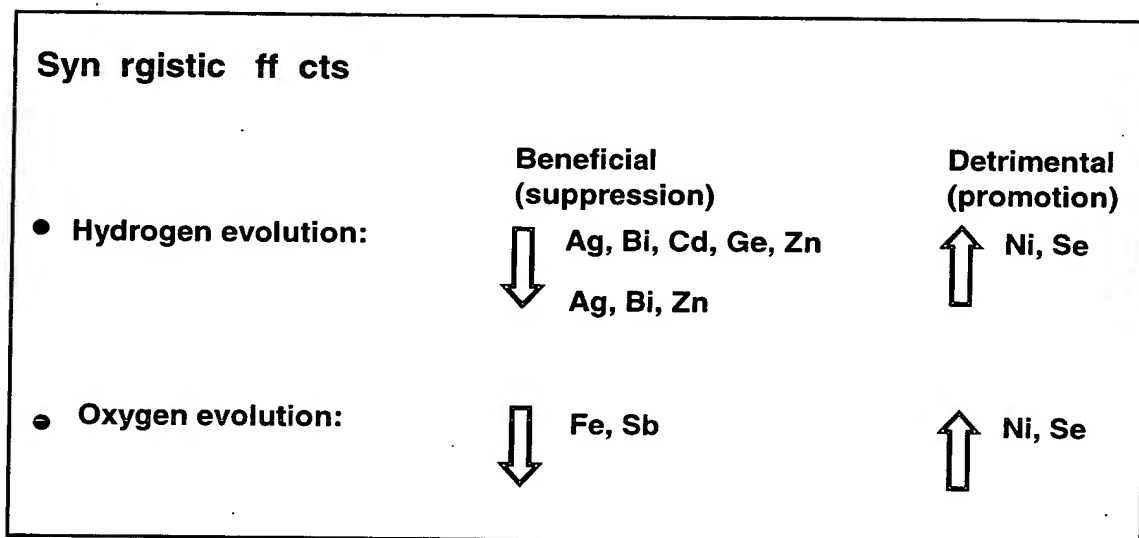 Syn rgistic ff cts
Beneficial
(suppression)
Detrimental
(promotion)
• Hydrogen evolution:
Ag, Bi, Cd, Ge, Zn
Ni, Se
Ag, Bi, Zn
• Oxygen evolution:
Fe, Sb
Ni, Se